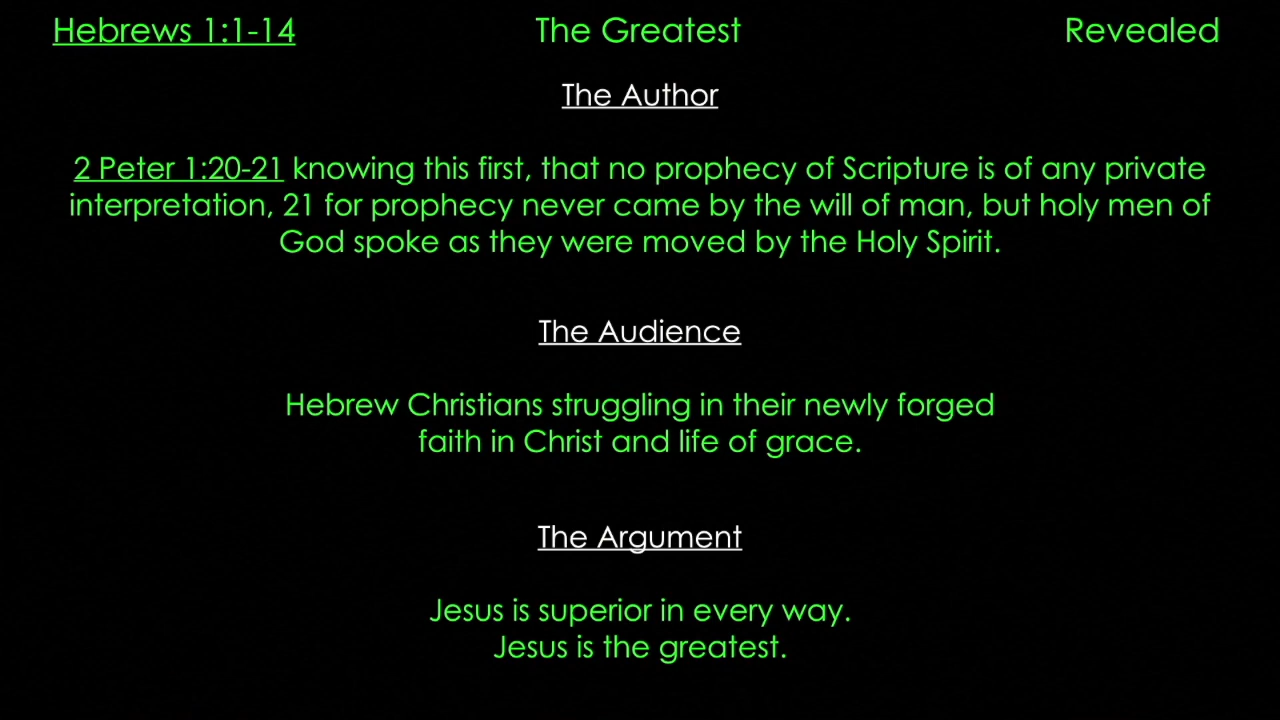 Hebrews 1:1-14 The Greatest Revealed
The Author
2 Peter 1:20-21 knowing this first, that no prophecy of Scripture is of any private
interpretation, 21 for prophecy never came by the will of man, but holy men of
God spoke as they were moved by the Holy Spirit.
The Audience
Hebrew Christians struggling in their newly forged
faith in Christ and life of grace.
The Argument
Jesus is superior in every way.
Jesus is the greatest.